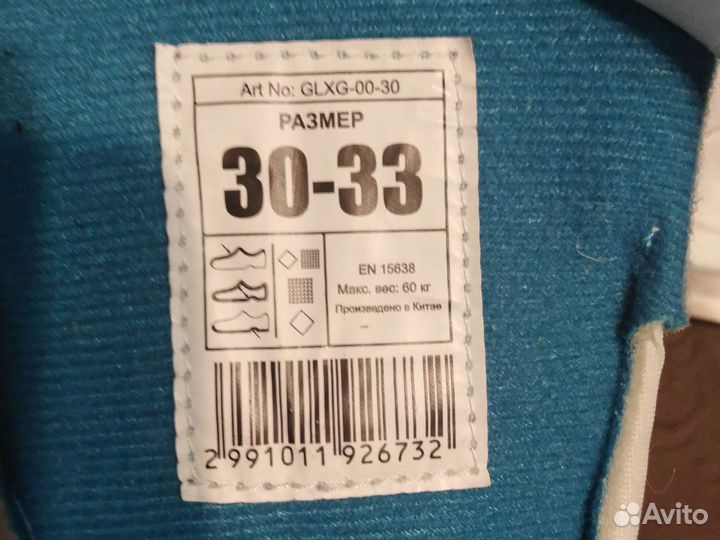 Art No: GLXG-00-30
РАЗМЕР
30-33
EN 15638
Макс. вес: 60 кг
Произведено в Китае
–
2 991011 926732
Avito